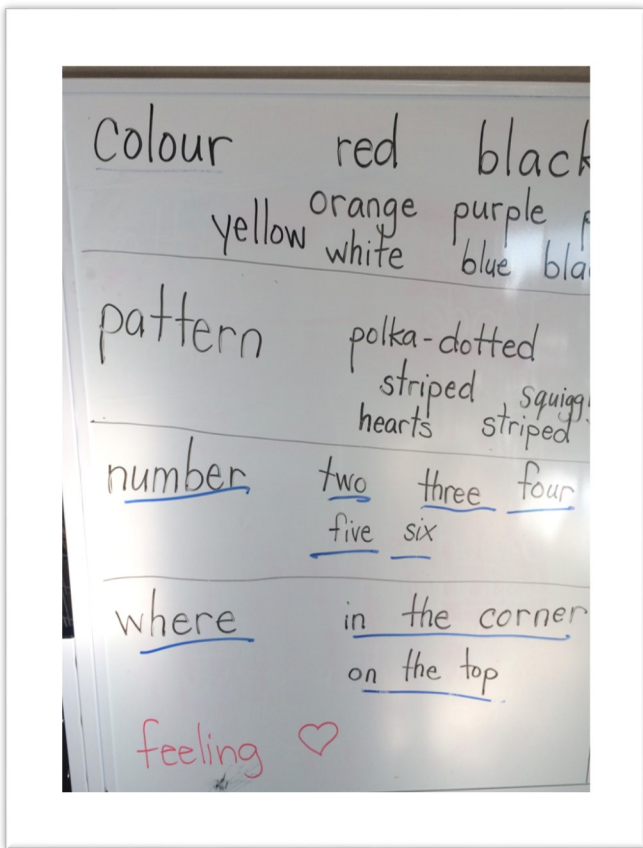 colour red black
orange purple
yellow white blue
pattern polka-dotted
striped
hearts striped
number two three four
five six
where in the corner
on the top
feeling